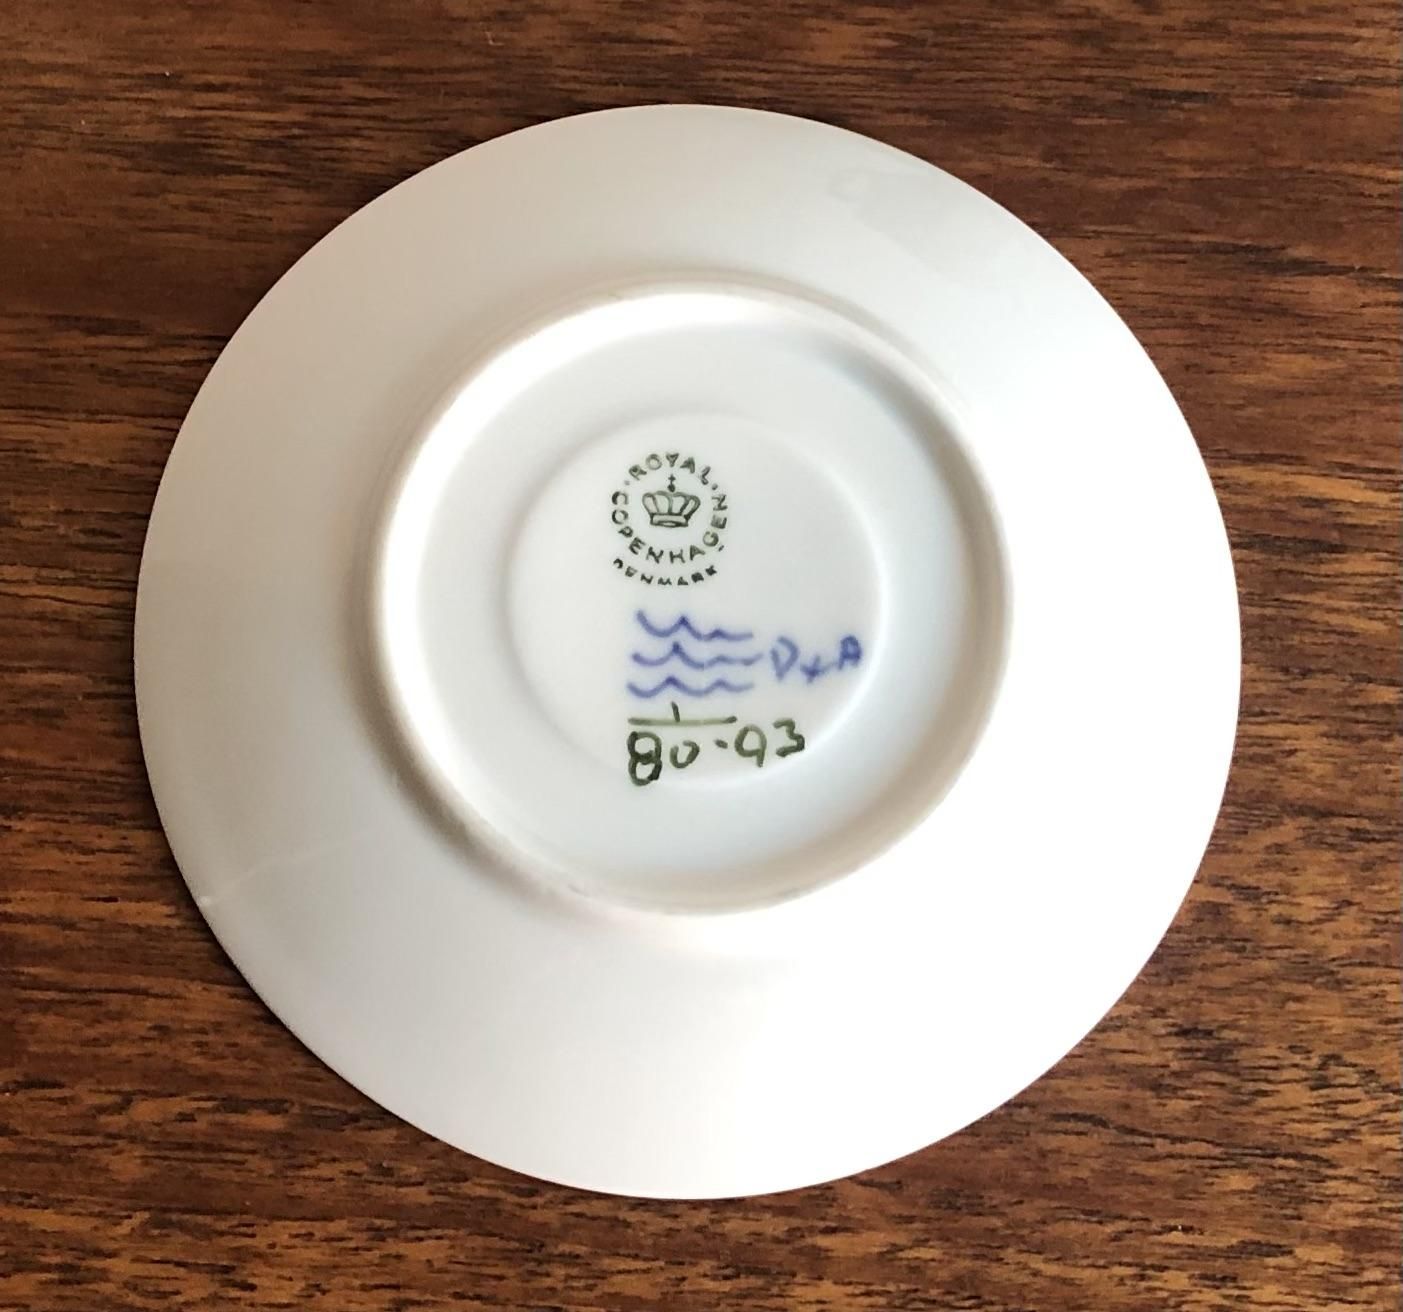 ROYAL
COPENHAGEN
DENMARK
1
80·93